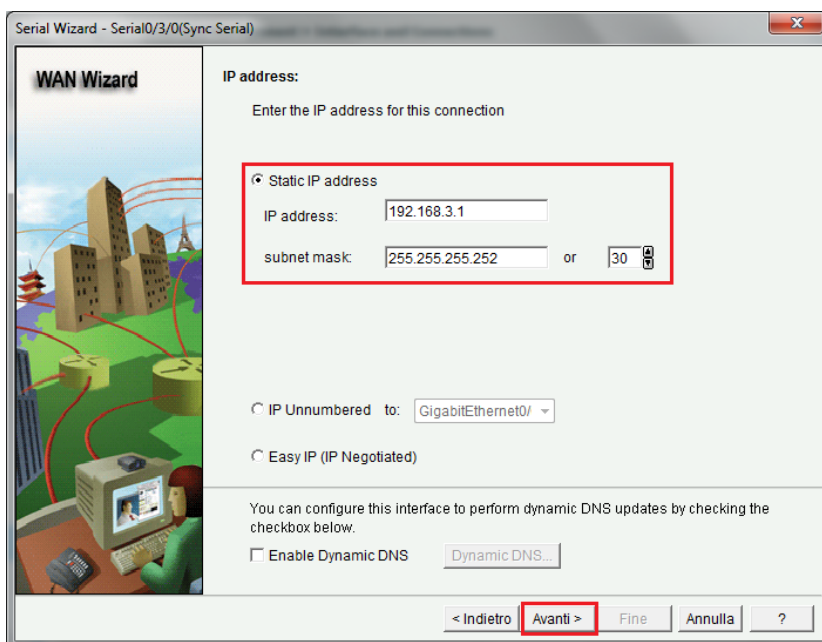 Serial Wizard - Serial0/3/0(Sync Serial)
WAN Wizard
IP address:
Enter the IP address for this connection
Static IP address
IP address: 192.168.3.1
subnet mask: 255.255.255.252 or 30
IP Unnumbered to: GigabitEthernet0/
Easy IP (IP Negotiated)
You can configure this interface to perform dynamic DNS updates by checking the
checkbox below.
Enable Dynamic DNS Dynamic DNS...
< Indietro Avanti > Fine Annulla ?